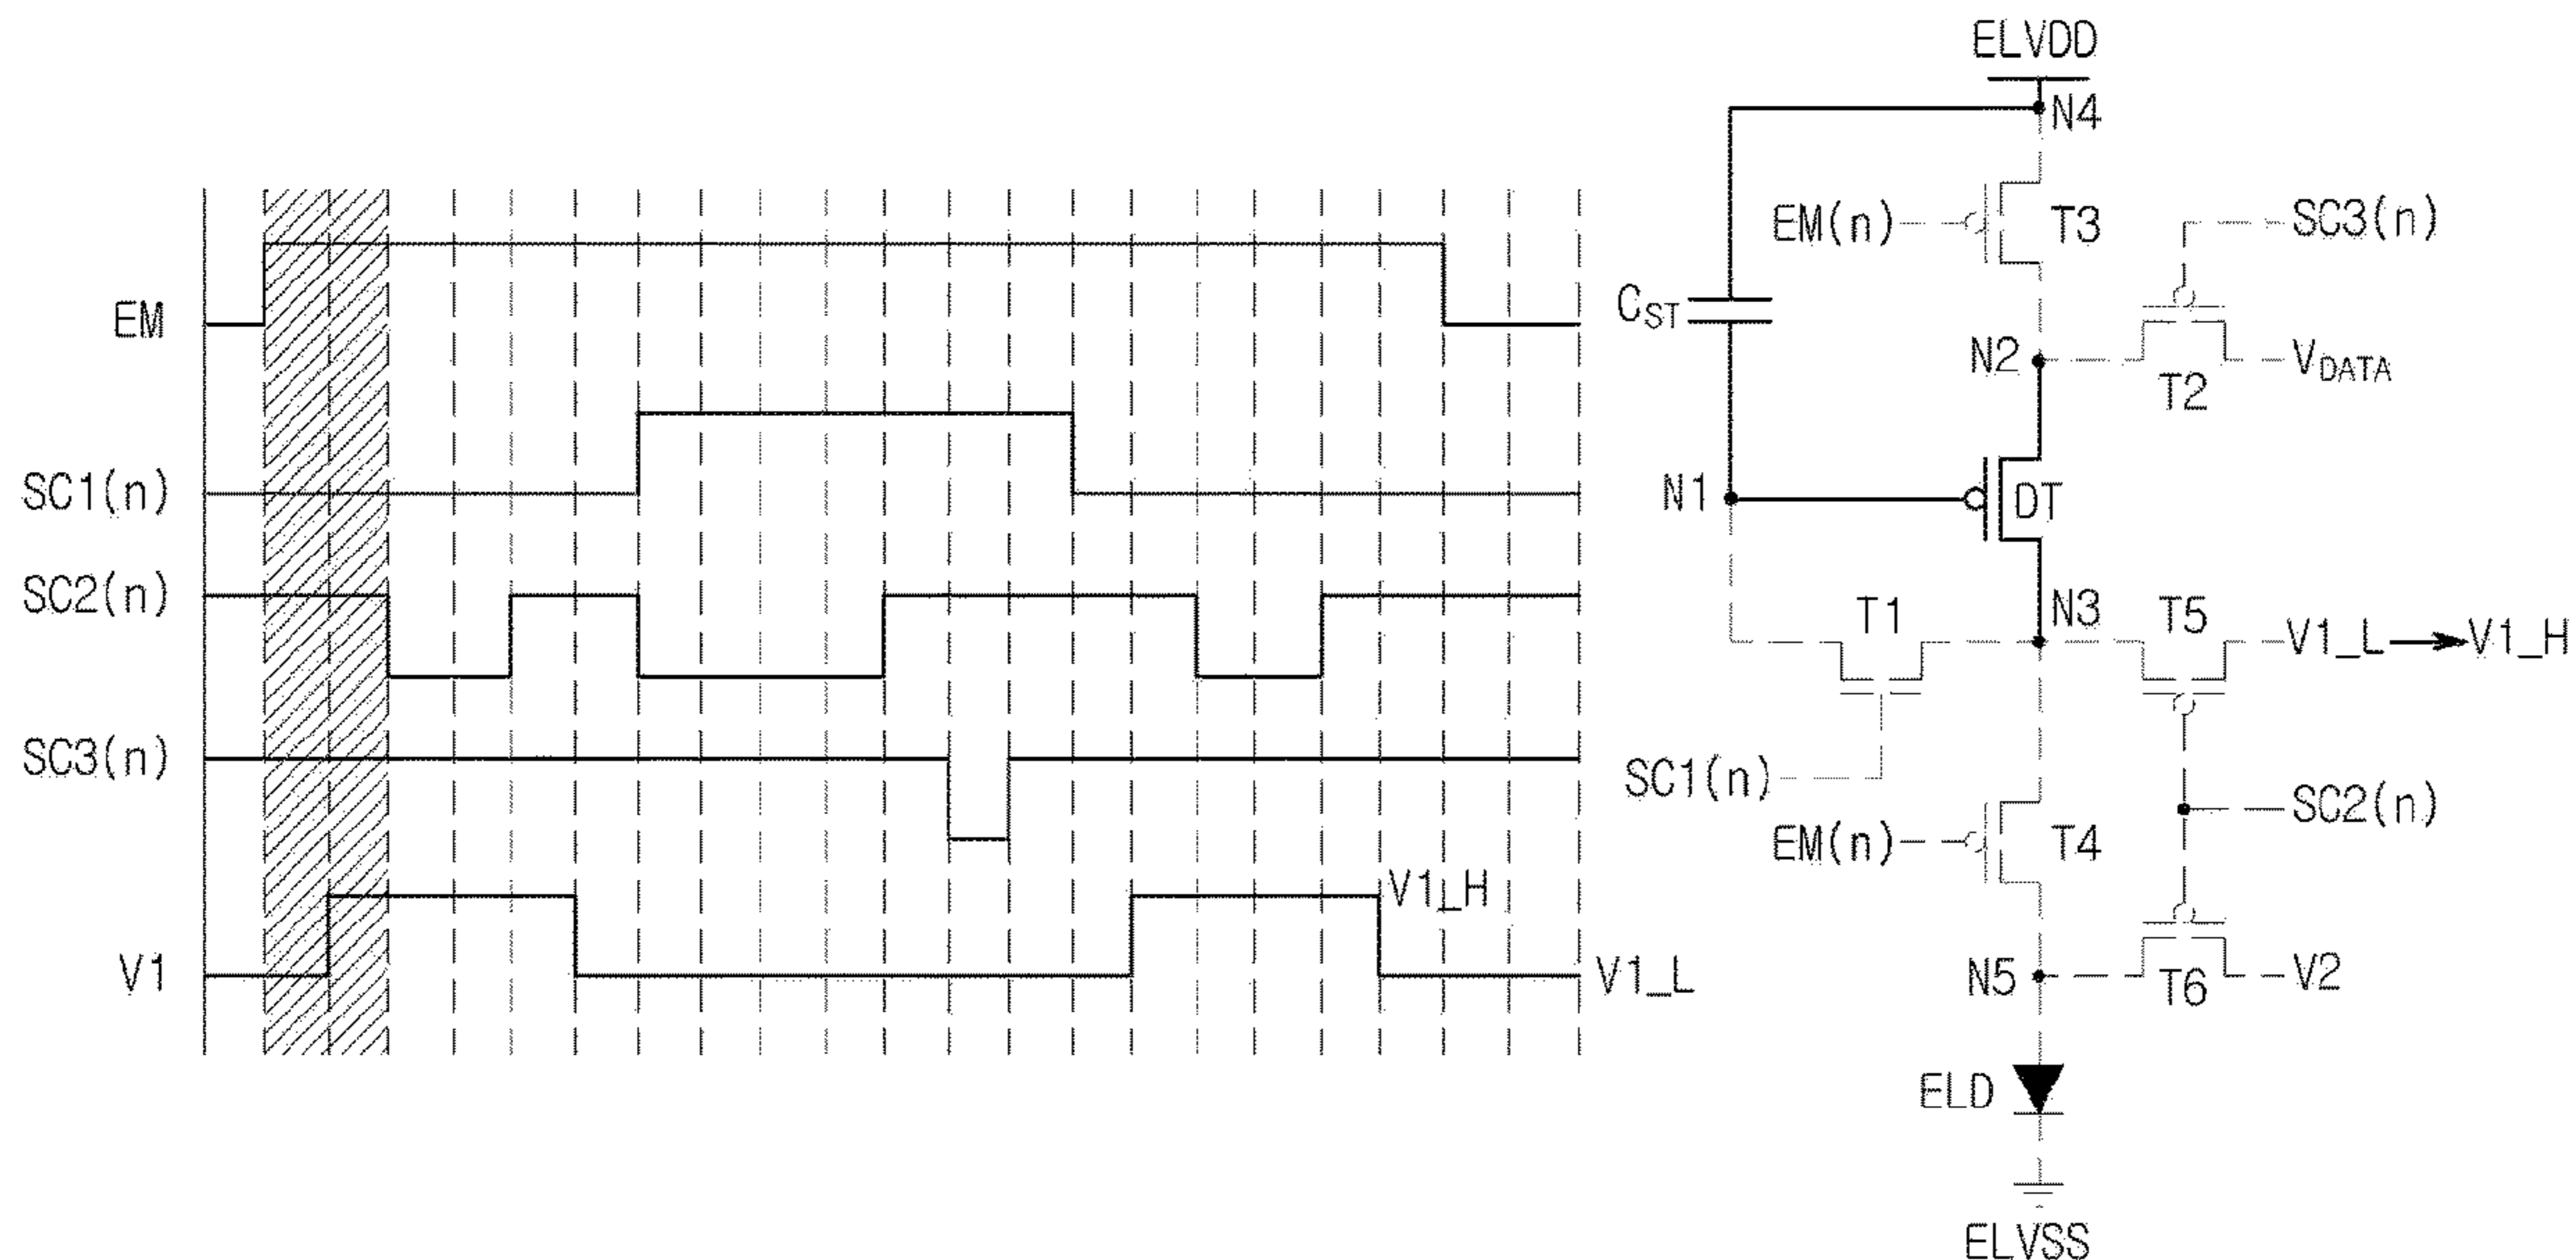 EM
SC1(n)
SC2(n)
SC3(n)
V1
V1_H
V1_L
ELVDD
N4
EM(n)
T3
SC3(n)
CST
N2
VDATA
T2
N1
DT
T1
N3
T5
V1_L
V1_H
SC1(n)
EM(n)
T4
SC2(n)
N5
T6
V2
ELD
ELVSS